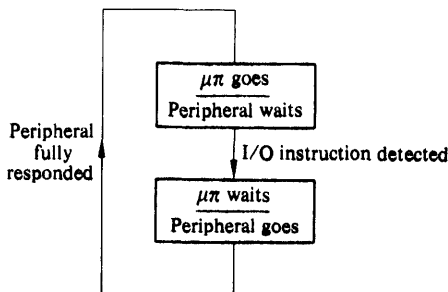 μπ goes
Peripheral waits
Peripheral
fully
responded
I/O instruction detected
μπ waits
Peripheral goes